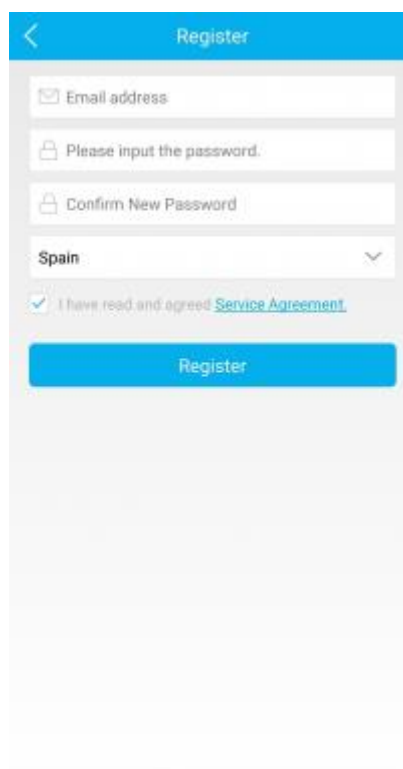 Register
Email address
Please input the password.
Confirm New Password
Spain
I have read and agreed Service Agreement.
Register